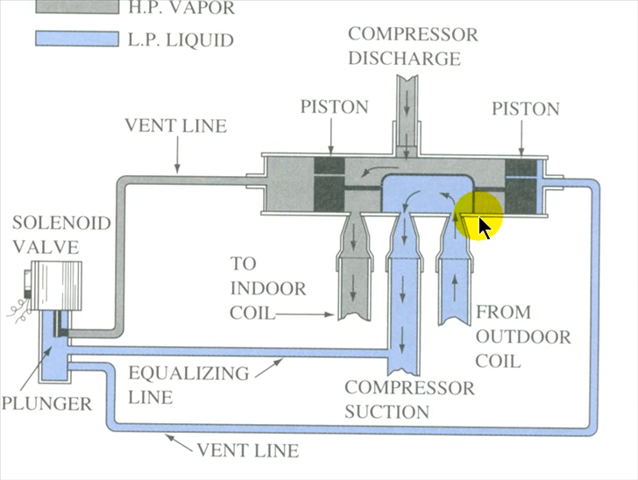 H.P. VAPOR
L.P. LIQUID
COMPRESSOR
DISCHARGE
PISTON
PISTON
VENT LINE
SOLENOID
VALVE
TO
INDOOR
COIL
FROM
OUTDOOR
COIL
EQUALIZING
LINE
COMPRESSOR
SUCTION
PLUNGER
VENT LINE